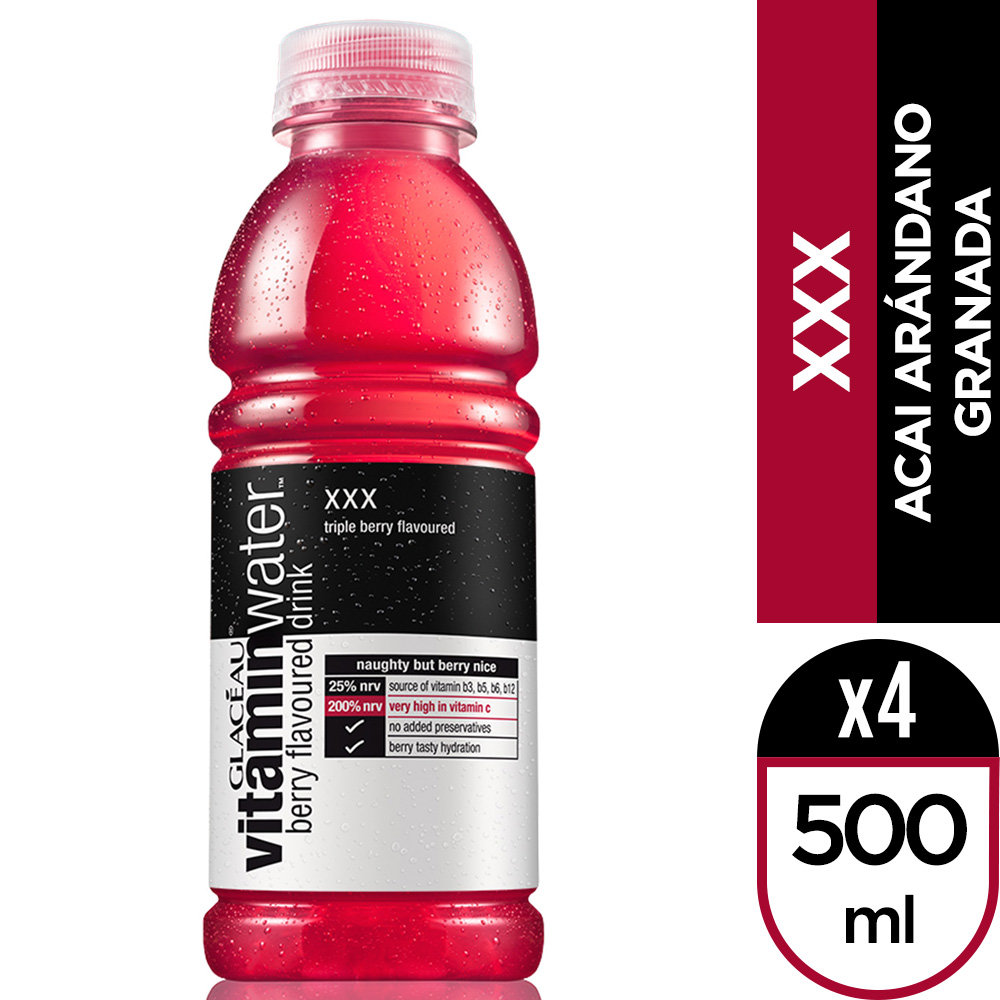 GLACÉAU®
vitaminwater™
berry flavoured drink
XXX
triple berry flavoured
naughty but berry nice
25% nrv source of vitamin b3, b5, b6, b12
200% nrv very high in vitamin c
✓ no added preservatives
✓ berry tasty hydration
XXX
ACAI ARÁNDANO
GRANADA
x4
500
ml